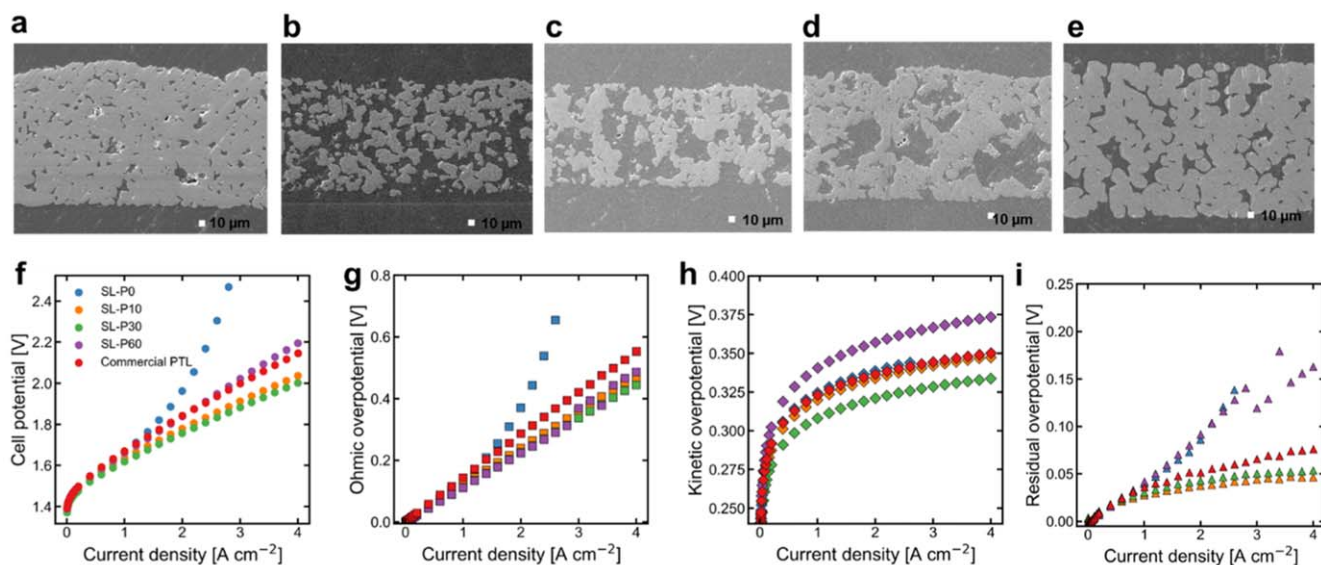 a
b
c
d
e
10 µm
10 µm
10 µm
10 µm
10 µm
f
g
h
i
Cell potential [V]
2.4
2.2
2.0
1.8
1.6
1.4
SL-P0
SL-P10
SL-P30
SL-P60
Commercial PTL
0 1 2 3 4
Current density [A cm⁻²]
Ohmic overpotential [V]
0.8
0.6
0.4
0.2
0.0
0 1 2 3 4
Current density [A cm⁻²]
Kinetic overpotential [V]
0.400
0.375
0.350
0.325
0.300
0.275
0.250
0 1 2 3 4
Current density [A cm⁻²]
Residual overpotential [V]
0.25
0.20
0.15
0.10
0.05
0.00
0 1 2 3 4
Current density [A cm⁻²]